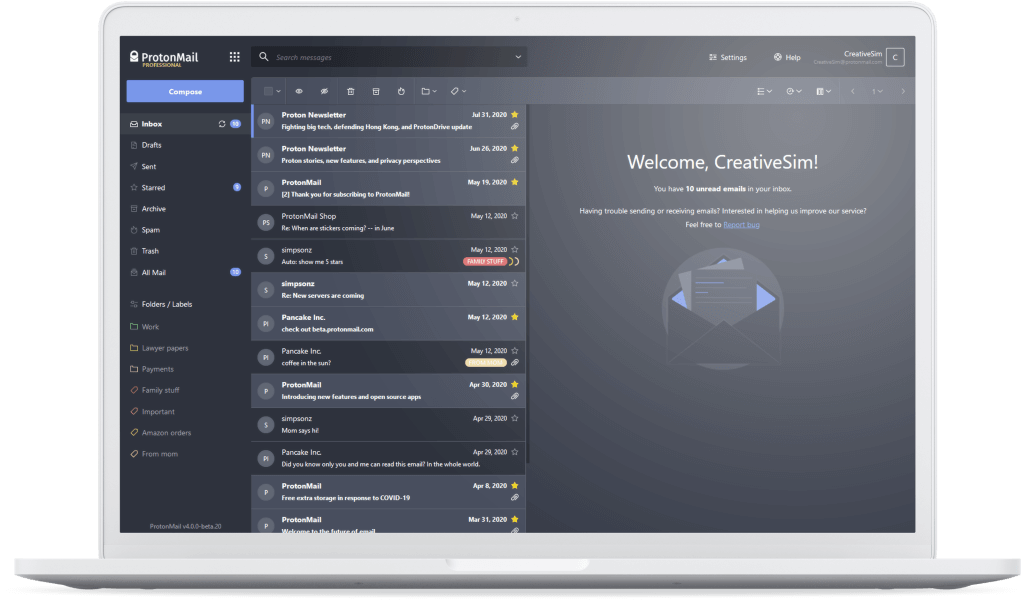 ProtonMail
PROFESSIONAL
Search messages
Settings
Help
CreativeSim
CreativeSim@protonmail.com
C
Compose
Inbox
10
Drafts
Sent
Starred
9
Archive
Spam
Trash
All Mail
10
Folders / Labels
Work
Lawyer papers
Payments
Family stuff
Important
Amazon orders
From mom
ProtonMail v4.0.0-beta.20
1
PN
Proton Newsletter
Jul 31, 2020
Fighting big tech, defending Hong Kong, and ProtonDrive update
PN
Proton Newsletter
Jun 26, 2020
Proton stories, new features, and privacy perspectives
P
ProtonMail
May 19, 2020
[2] Thank you for subscribing to ProtonMail!
PS
ProtonMail Shop
May 12, 2020
Re: When are stickers coming? -- in June
S
simpsonz
May 12, 2020
Auto: show me 5 stars
FAMILY STUFF
S
simpsonz
May 12, 2020
Re: New servers are coming
PI
Pancake Inc.
May 12, 2020
check out beta.protonmail.com
PI
Pancake Inc.
May 12, 2020
coffee in the sun?
FROM MOM
P
ProtonMail
Apr 30, 2020
Introducing new features and open source apps
S
simpsonz
Apr 29, 2020
Mom says hi!
PI
Pancake Inc.
Apr 29, 2020
Did you know only you and me can read this email? In the whole world.
P
ProtonMail
Apr 8, 2020
Free extra storage in response to COVID-19
P
ProtonMail
Mar 31, 2020
Welcome to the future of email
Welcome, CreativeSim!
You have 10 unread emails in your inbox.
Having trouble sending or receiving emails? Interested in helping us improve our service?
Feel free to Report bug